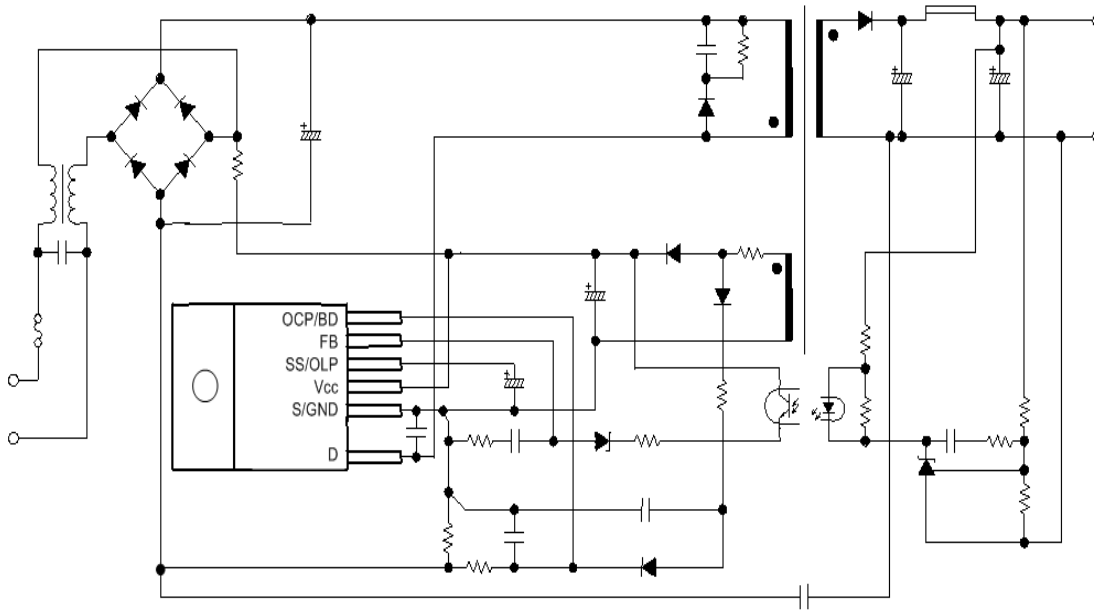 OCP/BD
FB
SS/OLP
Vcc
S/GND
D